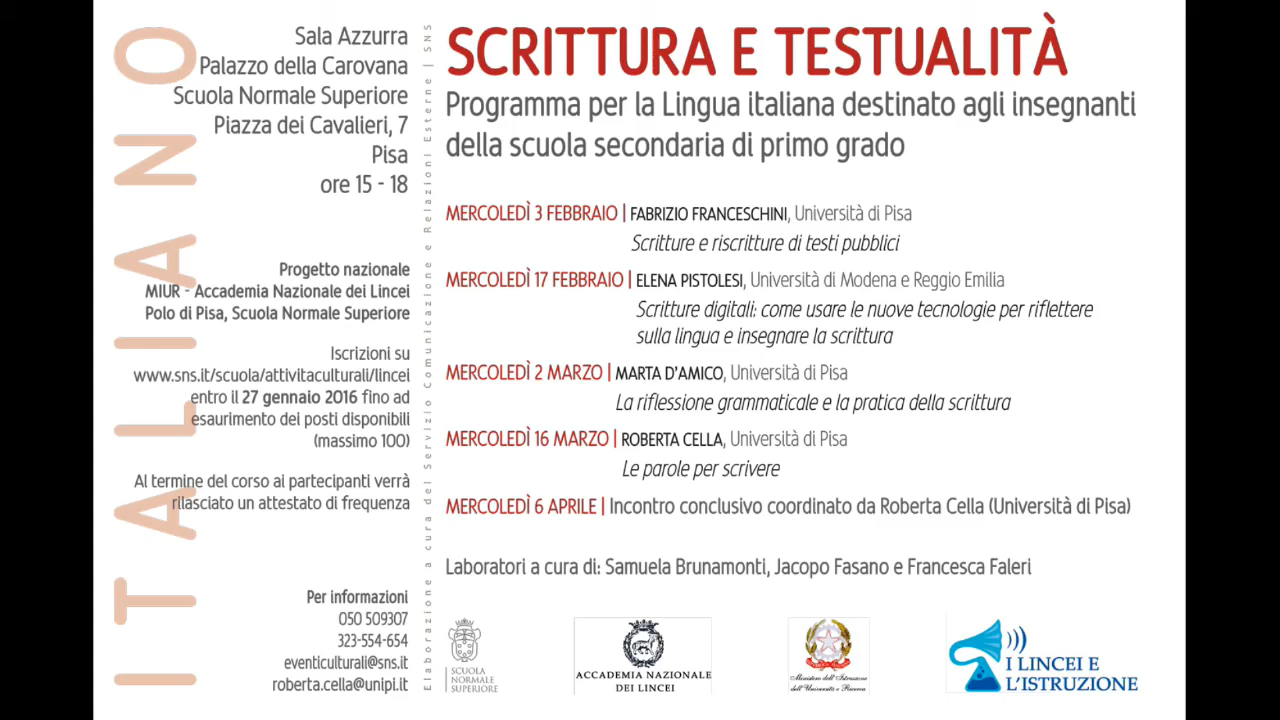 ITALIANO
Sala Azzurra
Palazzo della Carovana
Scuola Normale Superiore
Piazza dei Cavalieri, 7
Pisa
ore 15 - 18
Progetto nazionale
MIUR - Accademia Nazionale dei Lincei
Polo di Pisa, Scuola Normale Superiore
Iscrizioni su
www.sns.it/scuola/attivitaculturali/lincei
entro il 27 gennaio 2016 fino ad
esaurimento dei posti disponibili
(massimo 100)
Al termine del corso ai partecipanti verrà
rilasciato un attestato di frequenza
Per informazioni
050 509307
323-554-654
eventiculturali@sns.it
roberta.cella@unipi.it
Elaborazione a cura del Servizio Comunicazione e Relazioni Esterne | SNS
SCRITTURA E TESTUALITÀ
Programma per la Lingua italiana destinato agli insegnanti
della scuola secondaria di primo grado
MERCOLEDÌ 3 FEBBRAIO | FABRIZIO FRANCESCHINI, Università di Pisa
Scritture e riscritture di testi pubblici
MERCOLEDÌ 17 FEBBRAIO | ELENA PISTOLESI, Università di Modena e Reggio Emilia
Scritture digitali: come usare le nuove tecnologie per riflettere
sulla lingua e insegnare la scrittura
MERCOLEDÌ 2 MARZO | MARTA D'AMICO, Università di Pisa
La riflessione grammaticale e la pratica della scrittura
MERCOLEDÌ 16 MARZO | ROBERTA CELLA, Università di Pisa
Le parole per scrivere
MERCOLEDÌ 6 APRILE | Incontro conclusivo coordinato da Roberta Cella (Università di Pisa)
Laboratori a cura di: Samuela Brunamonti, Jacopo Fasano e Francesca Faleri
SCUOLA
NORMALE
SUPERIORE
ACCADEMIA NAZIONALE
DEI LINCEI
Ministero dell'Istruzione
dell'Università e Ricerca
I LINCEI E
L'ISTRUZIONE